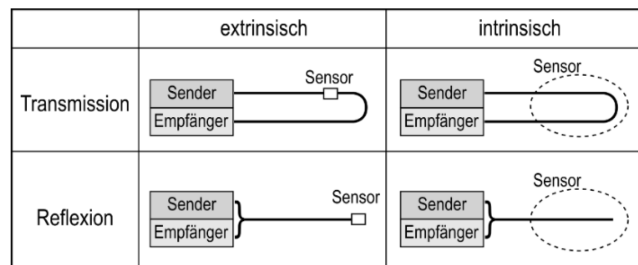 extrinsisch
intrinsisch
Transmission
Sender
Empfänger
Sensor
Sender
Empfänger
Sensor
Reflexion
Sender
Empfänger
Sensor
Sender
Empfänger
Sensor